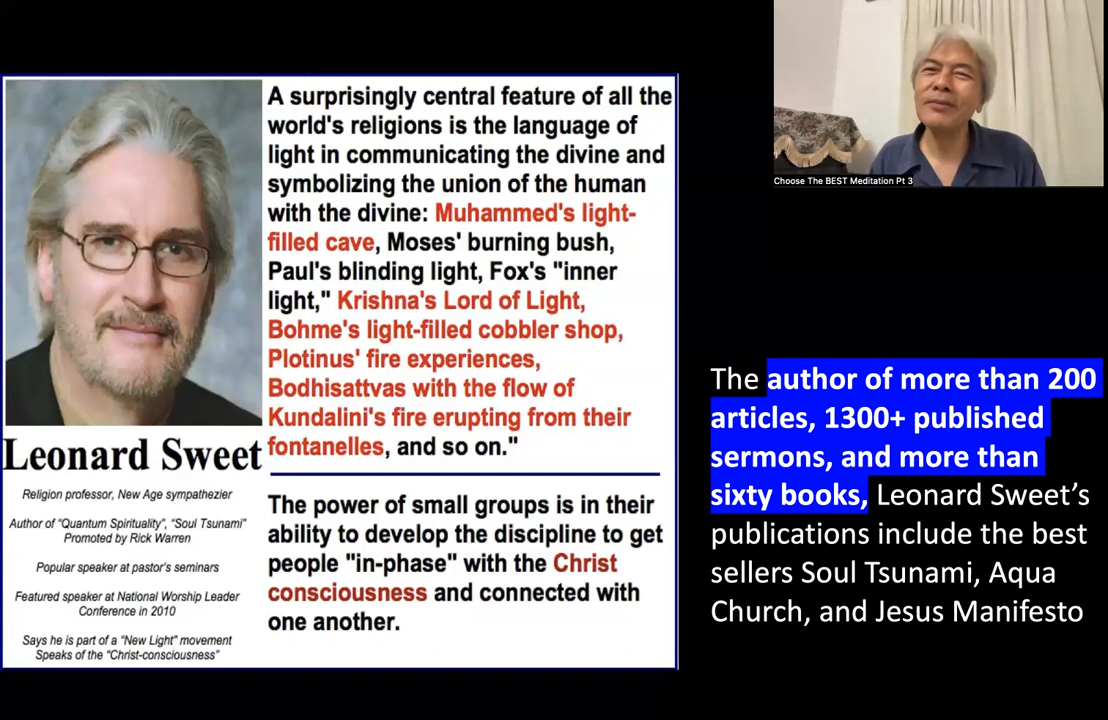 A surprisingly central feature of all the
world's religions is the language of
light in communicating the divine and
symbolizing the union of the human
with the divine: Muhammed's light-
filled cave, Moses' burning bush,
Paul's blinding light, Fox's "inner
light," Krishna's Lord of Light,
Bohme's light-filled cobbler shop,
Plotinus' fire experiences,
Bodhisattvas with the flow of
Kundalini's fire erupting from their
fontanelles, and so on."
Leonard Sweet
Religion professor, New Age sympathezier
Author of "Quantum Spirituality", "Soul Tsunami"
Promoted by Rick Warren
Popular speaker at pastor's seminars
Featured speaker at National Worship Leader
Conference in 2010
Says he is part of a "New Light" movement
Speaks of the "Christ-consciousness"
The power of small groups is in their
ability to develop the discipline to get
people "in-phase" with the Christ
consciousness and connected with
one another.
Choose The BEST Meditation Pt 3
The author of more than 200
articles, 1300+ published
sermons, and more than
sixty books, Leonard Sweet's
publications include the best
sellers Soul Tsunami, Aqua
Church, and Jesus Manifesto